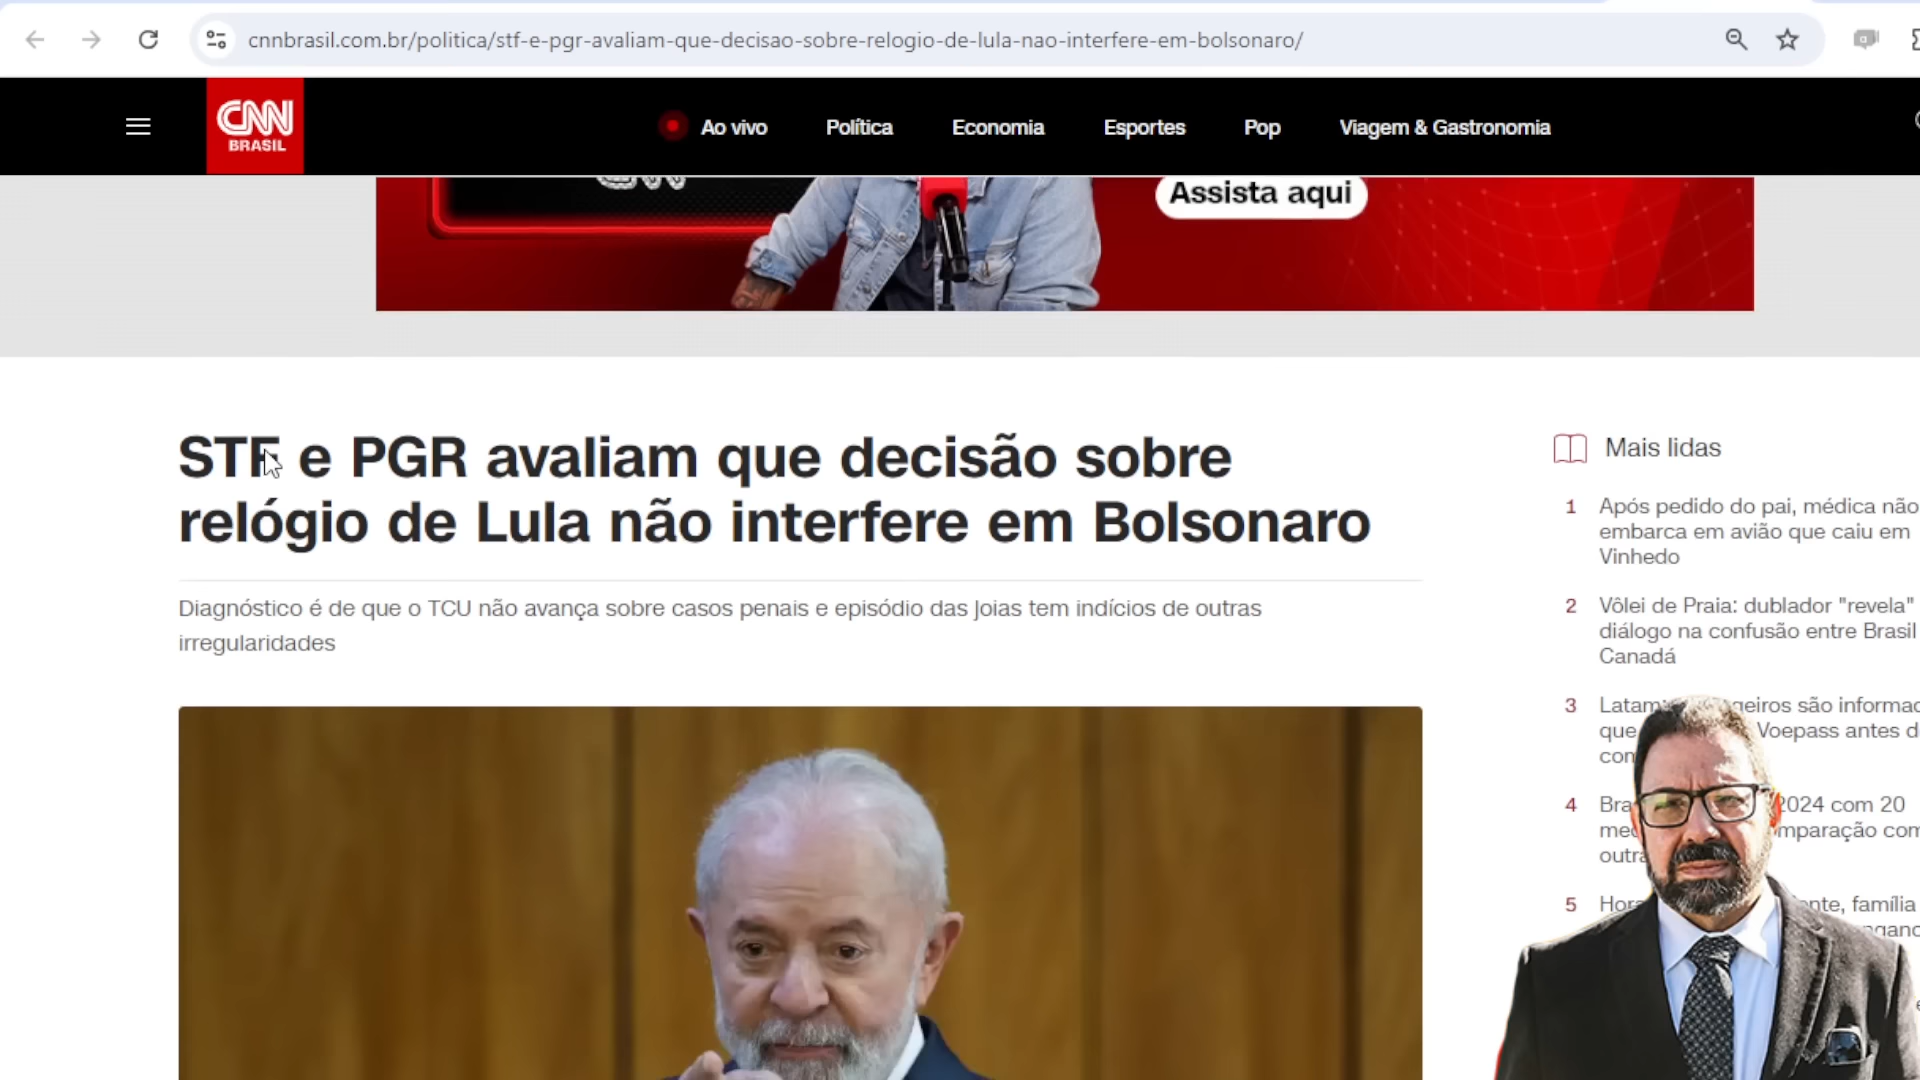 cnnbrasil.com.br/politica/stf-e-pgr-avaliam-que-decisao-sobre-relogio-de-lula-nao-interfere-em-bolsonaro/
CNN
BRASIL
Ao vivo
Política
Economia
Esportes
Pop
Viagem & Gastronomia
Assista aqui
STF e PGR avaliam que decisão sobre
relógio de Lula não interfere em Bolsonaro
Diagnóstico é de que o TCU não avança sobre casos penais e episódio das joias tem indícios de outras
irregularidades
Mais lidas
1 Após pedido do pai, médica não
embarca em avião que caiu em
Vinhedo
2 Vôlei de Praia: dublador "revela"
diálogo na confusão entre Brasil
Canadá
3 são
que Voepass antes
4 2024 com 20
5 família